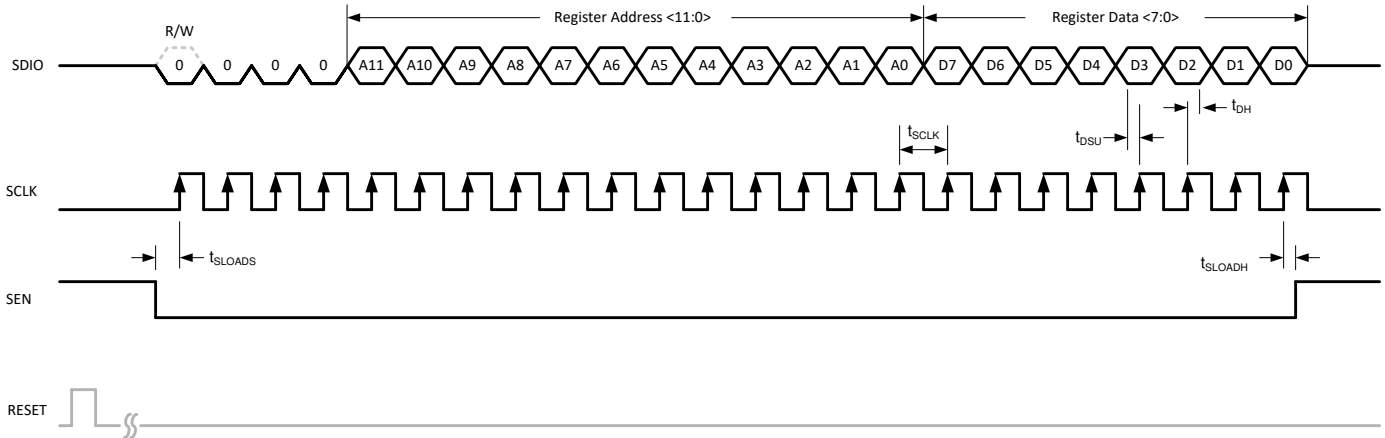 Register Address <11:0> Register Data <7:0>
R/W
SDIO 0 0 0 0 A11 A10 A9 A8 A7 A6 A5 A4 A3 A2 A1 A0 D7 D6 D5 D4 D3 D2 D1 D0
tDH
tSCLK
tDSU
SCLK
tSLOADS tSLOADH
SEN
RESET